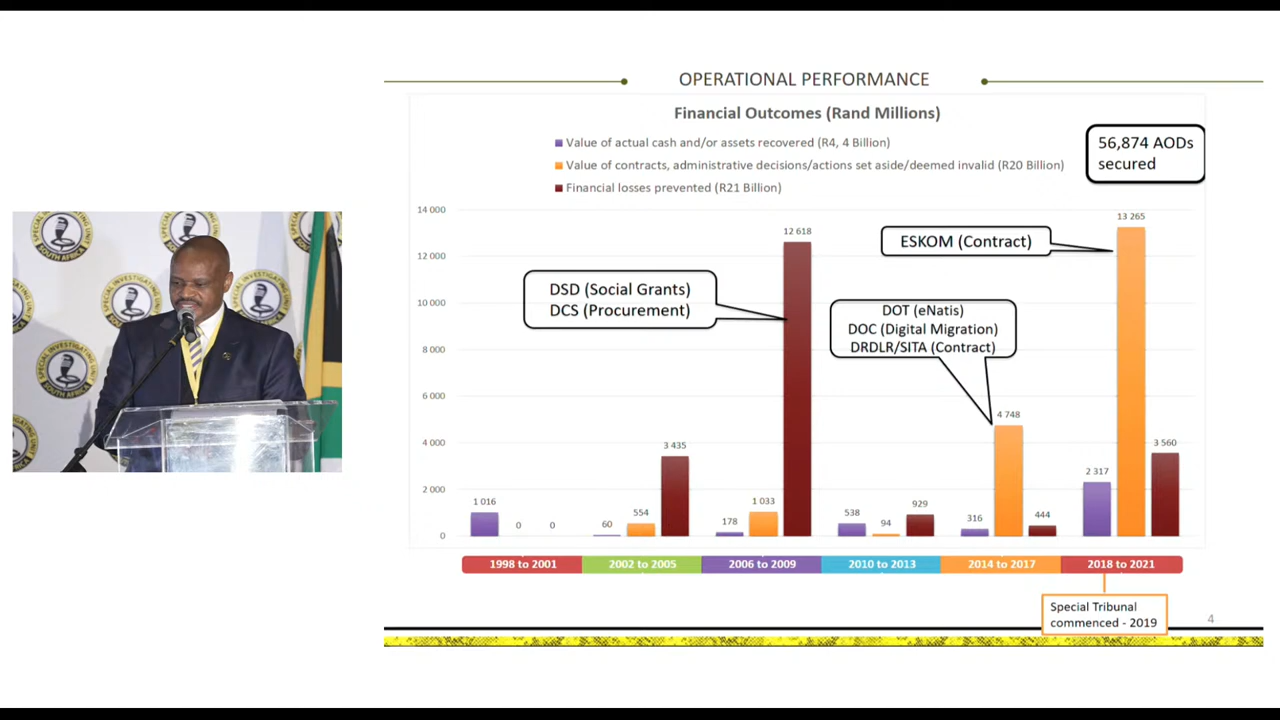 OPERATIONAL PERFORMANCE
Financial Outcomes (Rand Millions)
Value of actual cash and/or assets recovered (R4, 4 Billion)
Value of contracts, administrative decisions/actions set aside/deemed invalid (R20 Billion)
Financial losses prevented (R21 Billion)
56,874 AODs
secured
14 000
12 000
10 000
8 000
6 000
4 000
2 000
0
1 016
0
0
60
554
3 435
178
1 033
12 618
538
94
929
316
4 748
444
2 317
13 265
3 560
DSD (Social Grants)
DCS (Procurement)
ESKOM (Contract)
DOT (eNatis)
DOC (Digital Migration)
DRDLR/SITA (Contract)
1998 to 2001
2002 to 2005
2006 to 2009
2010 to 2013
2014 to 2017
2018 to 2021
Special Tribunal
commenced - 2019
4
SPECIAL INVESTIGATING UNIT
SOUTH AFRICA